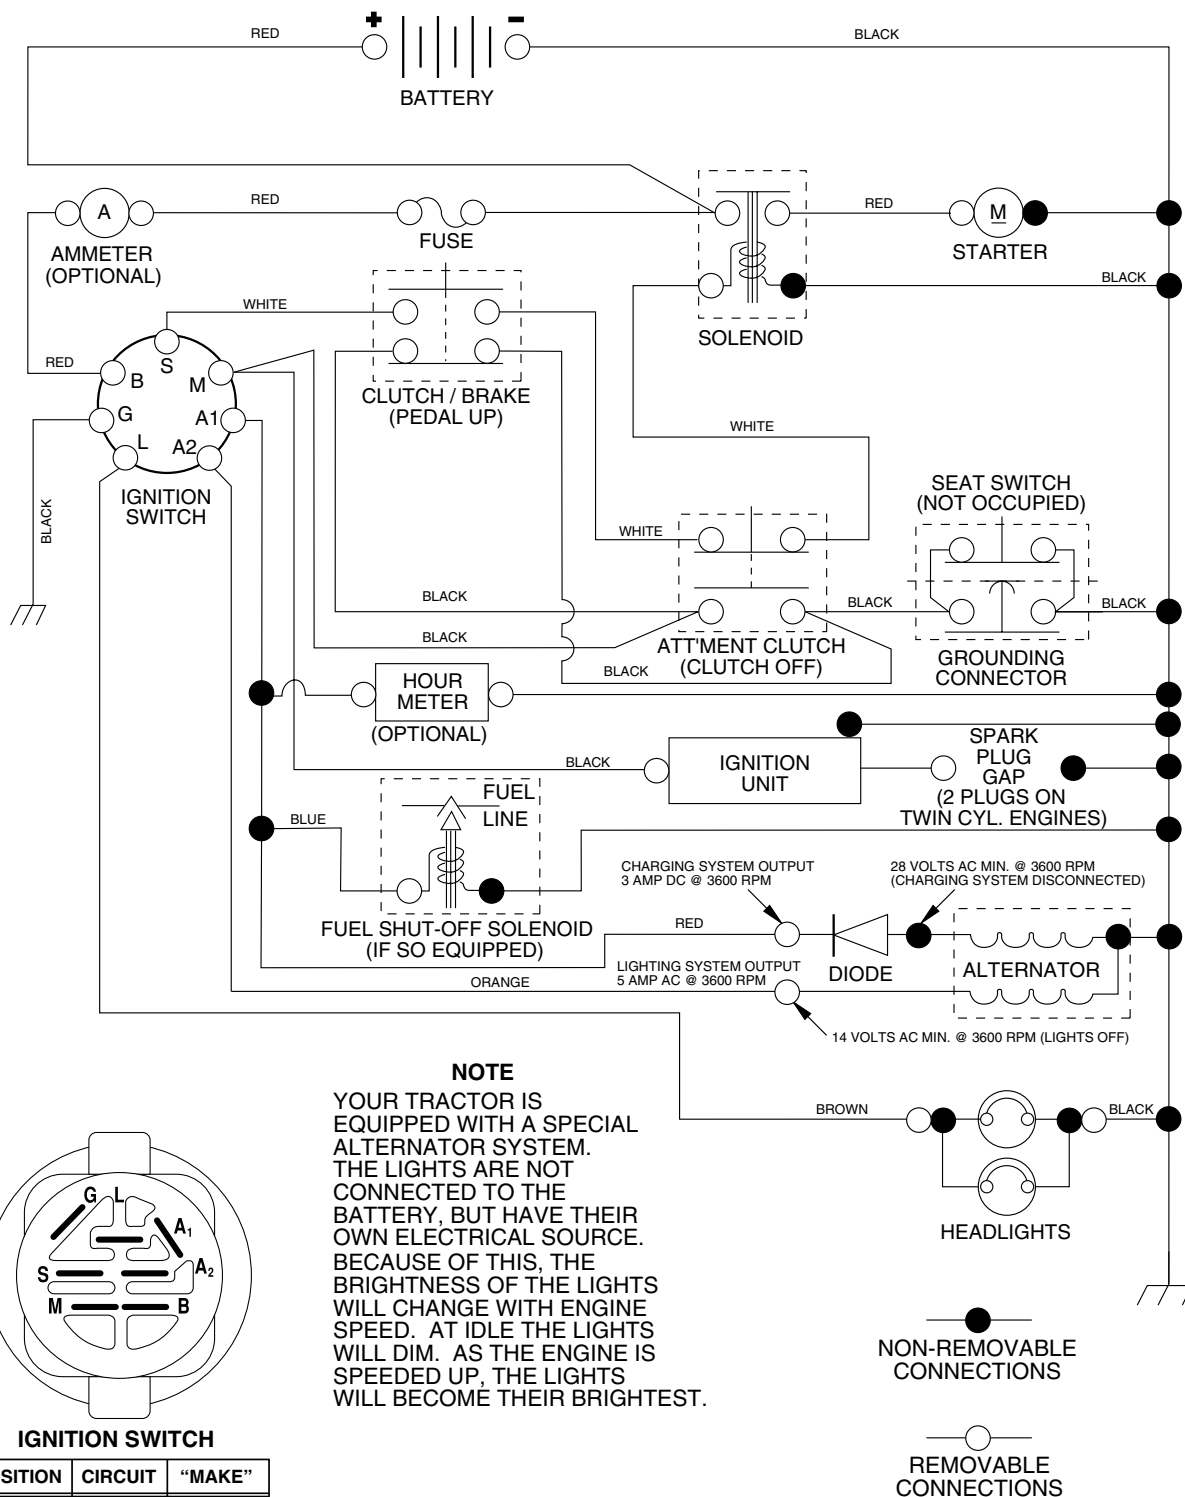 RED
+
–
BLACK
BATTERY
RED
A
AMMETER
(OPTIONAL)
FUSE
RED
M
STARTER
BLACK
SOLENOID
WHITE
RED
S
B
M
G
A1
L
A2
IGNITION
SWITCH
BLACK
CLUTCH / BRAKE
(PEDAL UP)
WHITE
SEAT SWITCH
(NOT OCCUPIED)
WHITE
BLACK
BLACK
BLACK
BLACK
BLACK
ATT'MENT CLUTCH
(CLUTCH OFF)
GROUNDING
CONNECTOR
HOUR
METER
(OPTIONAL)
BLACK
IGNITION
UNIT
SPARK
PLUG
GAP
(2 PLUGS ON
TWIN CYL. ENGINES)
BLUE
FUEL
LINE
FUEL SHUT-OFF SOLENOID
(IF SO EQUIPPED)
CHARGING SYSTEM OUTPUT
3 AMP DC @ 3600 RPM
28 VOLTS AC MIN. @ 3600 RPM
(CHARGING SYSTEM DISCONNECTED)
RED
DIODE
ALTERNATOR
LIGHTING SYSTEM OUTPUT
5 AMP AC @ 3600 RPM
ORANGE
14 VOLTS AC MIN. @ 3600 RPM (LIGHTS OFF)
BROWN
BLACK
HEADLIGHTS
NOTE
YOUR TRACTOR IS
EQUIPPED WITH A SPECIAL
ALTERNATOR SYSTEM.
THE LIGHTS ARE NOT
CONNECTED TO THE
BATTERY, BUT HAVE THEIR
OWN ELECTRICAL SOURCE.
BECAUSE OF THIS, THE
BRIGHTNESS OF THE LIGHTS
WILL CHANGE WITH ENGINE
SPEED. AT IDLE THE LIGHTS
WILL DIM. AS THE ENGINE IS
SPEEDED UP, THE LIGHTS
WILL BECOME THEIR BRIGHTEST.
G
L
A1
A2
S
M
B
IGNITION SWITCH
SITION CIRCUIT “MAKE”
NON-REMOVABLE
CONNECTIONS
REMOVABLE
CONNECTIONS